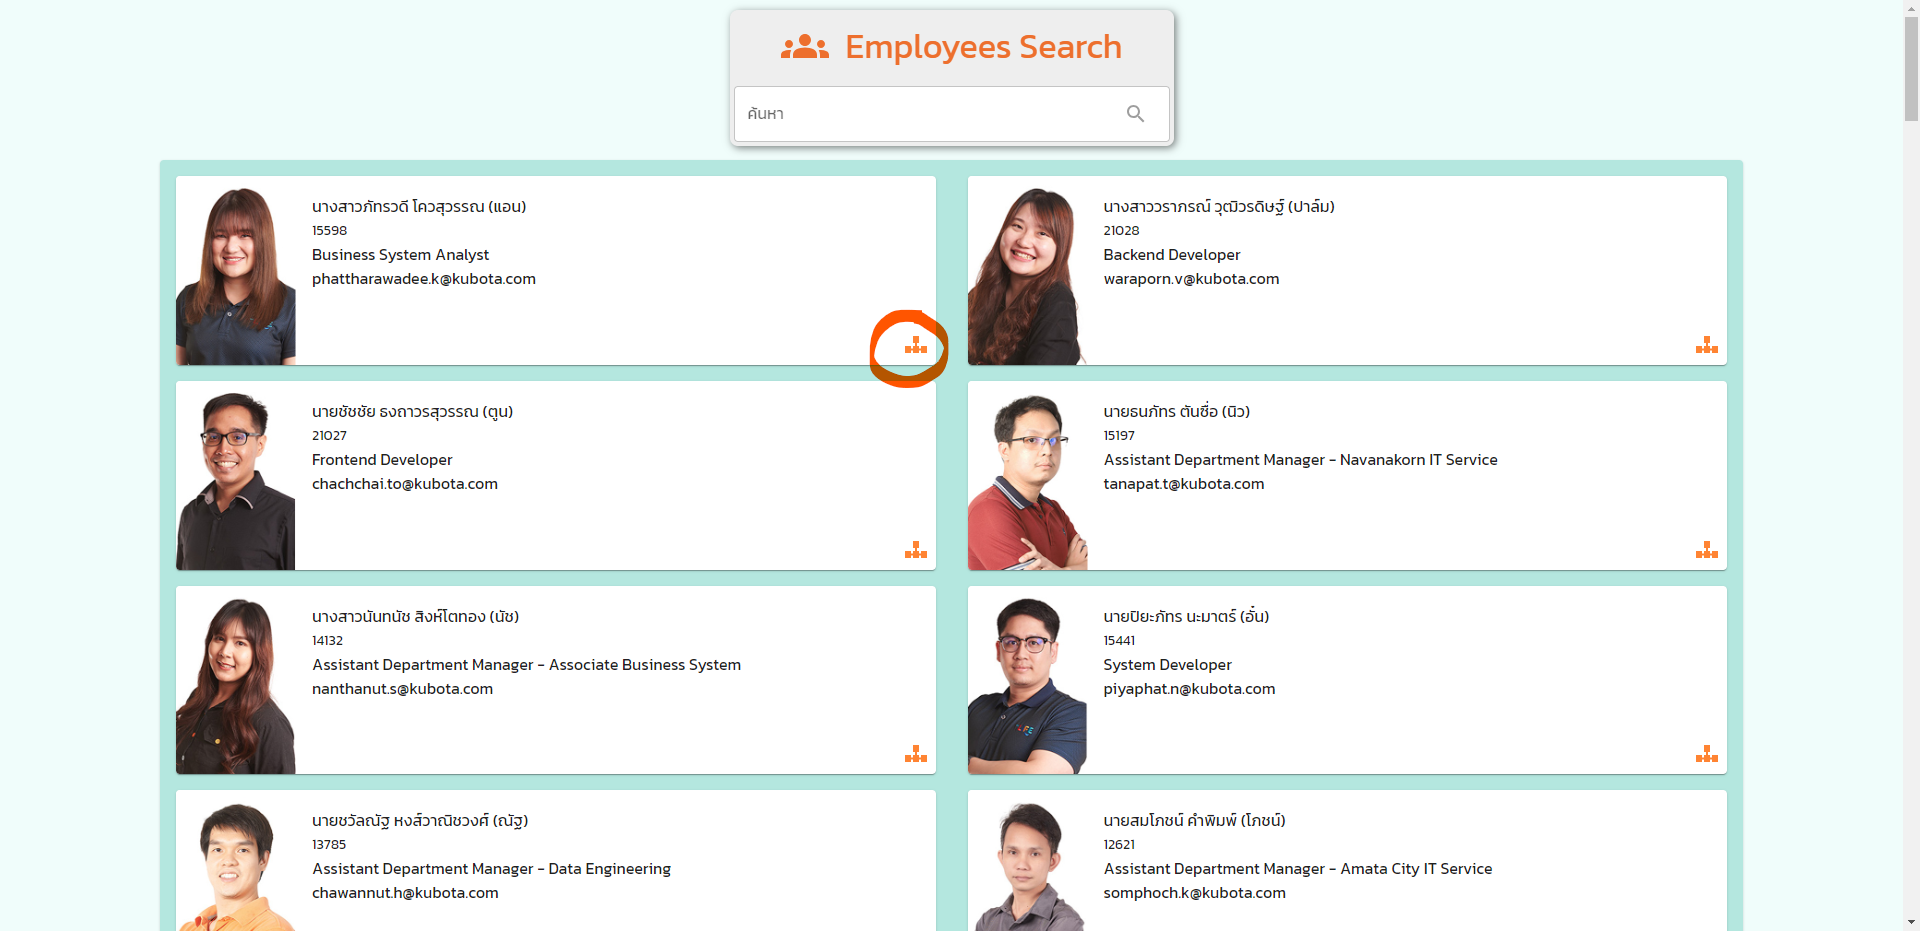 Employees Search
ค้นหา
นางสาวภัทรวดี โควสุวรรณ (แอน)
15598
Business System Analyst
phattharawadee.k@kubota.com
นางสาววราภรณ์ วุฒิวรดิษฐ์ (ปาล์ม)
21028
Backend Developer
waraporn.v@kubota.com
นายชัชชัย ธงถาวรสุวรรณ (ตูน)
21027
Frontend Developer
chachchai.to@kubota.com
นายธนภัทร ตันซื่อ (นิว)
15197
Assistant Department Manager - Navanakorn IT Service
tanapat.t@kubota.com
นางสาวนันทนัช สิงห์โตทอง (นัช)
14132
Assistant Department Manager - Associate Business System
nanthanut.s@kubota.com
นายปิยะภัทร นะมาตร์ (อั๋น)
15441
System Developer
piyaphat.n@kubota.com
นายชวัลณัฐ หงส์วาณิชวงศ์ (ณัฐ)
13785
Assistant Department Manager - Data Engineering
chawannut.h@kubota.com
นายสมโภชน์ คำพิมพ์ (โภชน์)
12621
Assistant Department Manager - Amata City IT Service
somphoch.k@kubota.com